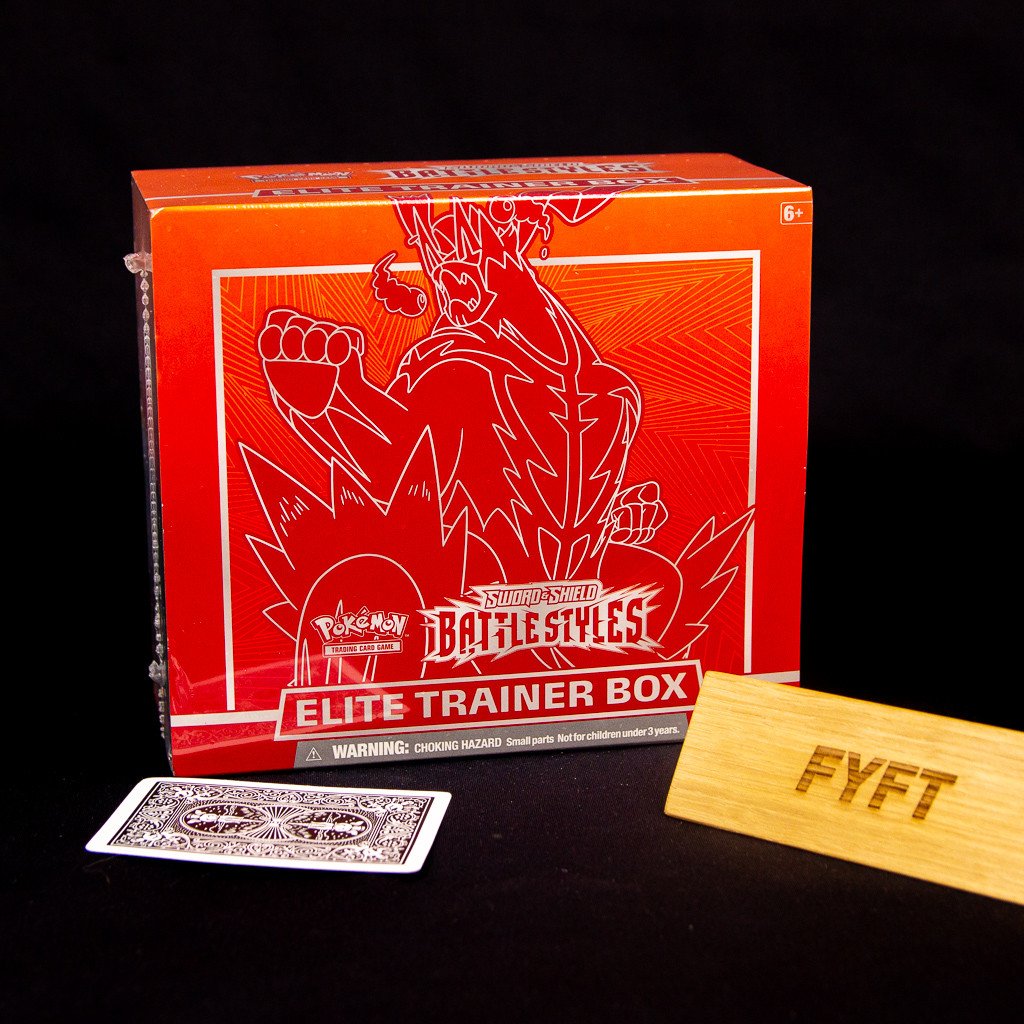 Pokémon
SWORD & SHIELD
BATTLE STYLES
ELITE TRAINER BOX
6+
SWORD & SHIELD
Pokémon
BATTLE STYLES
TRADING CARD GAME
ELITE TRAINER BOX
WARNING: CHOKING HAZARD Small parts Not for children under 3 years.
FYFT